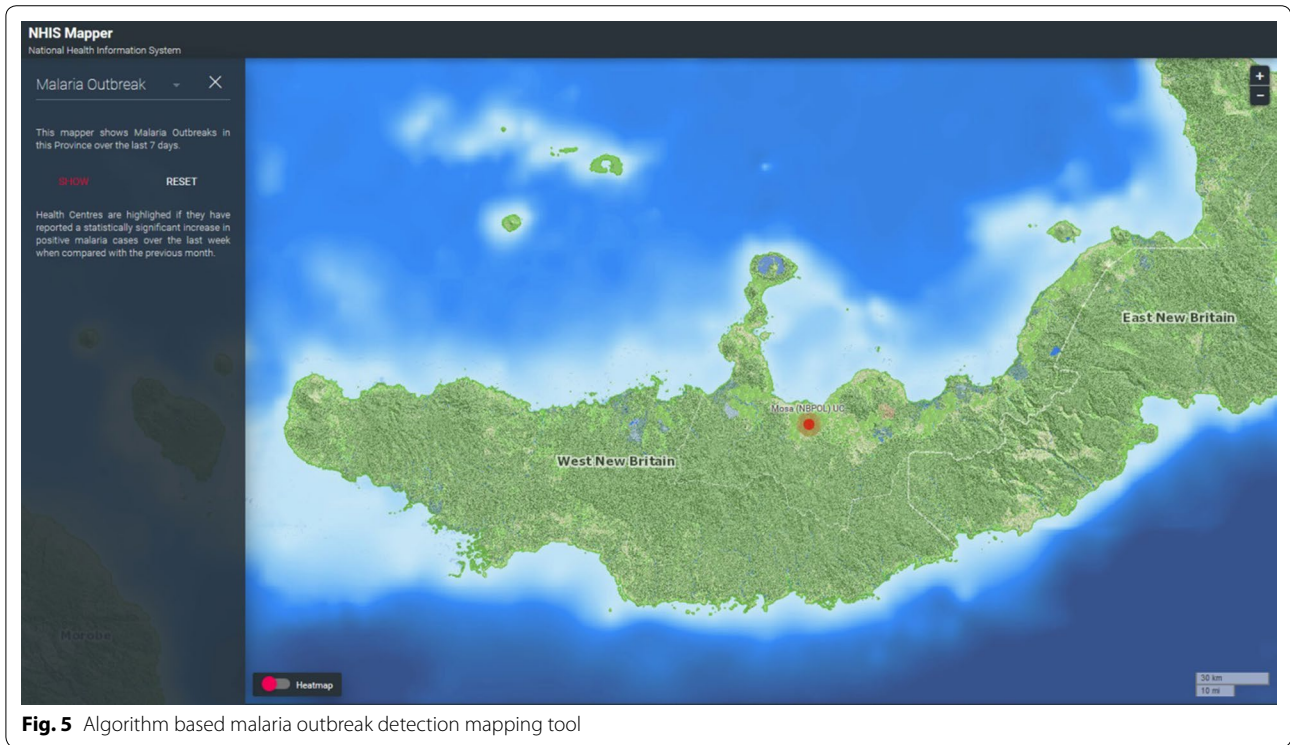 NHIS Mapper
National Health Information System
Malaria Outbreak
This mapper shows Malaria Outbreaks in
this Province over the last 7 days.
SHOW
RESET
Health Centres are highlighed if they have
reported a statistically significant increase in
positive malaria cases over the last week
when compared with the previous month.
+
−
East New Britain
Mosa (NBPOL) UC
West New Britain
Morobe
Heatmap
30 km
10 mi
Fig. 5 Algorithm based malaria outbreak detection mapping tool